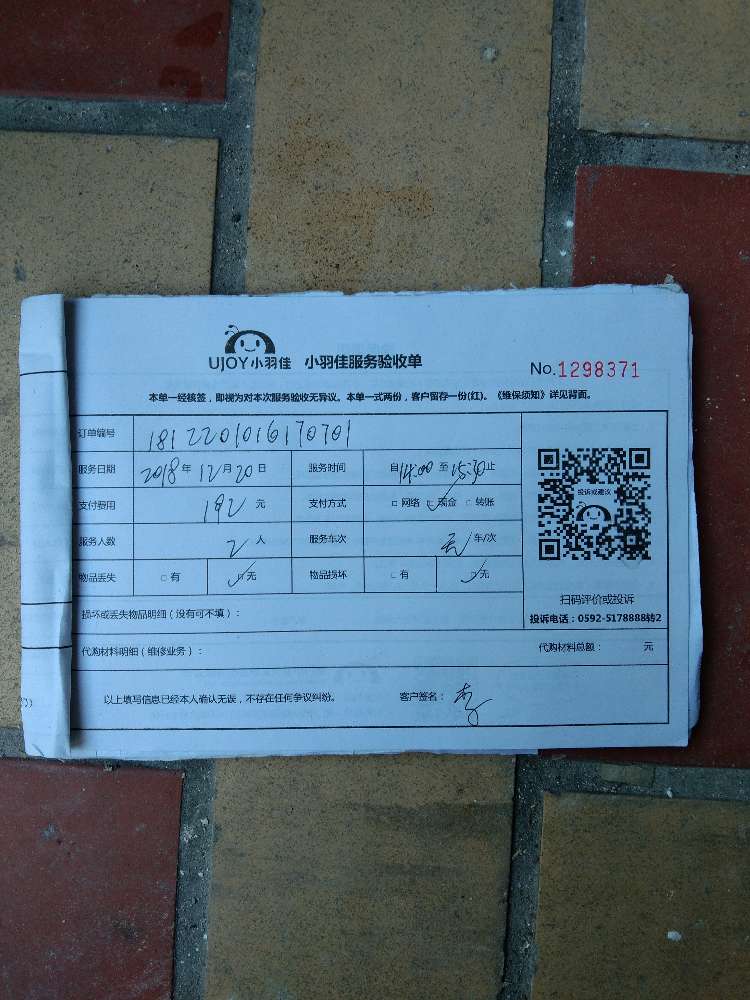 UJOY小羽佳 小羽佳服务验收单 No.1298371
本单一经核签，即视为对本次服务验收无异议。本单一式两份，客户留存一份(红)。《维保须知》详见背面。
订单编号 1812201016170701
服务日期 2018年12月20日 服务时间 自14:00至15:30止
支付费用 192元 支付方式 □网络 □现金 □转账
服务人数 2人 服务车次 无车/次
物品丢失 □有 □无 物品损坏 □有 □无
投诉或建议
扫码评价或投诉
投诉电话：0592-5178888转2
损坏或丢失物品明细（没有可不填）：
代购材料明细（维修业务）： 代购材料总额： 元
以上填写信息已经本人确认无误，不存在任何争议纠纷。 客户签名：李